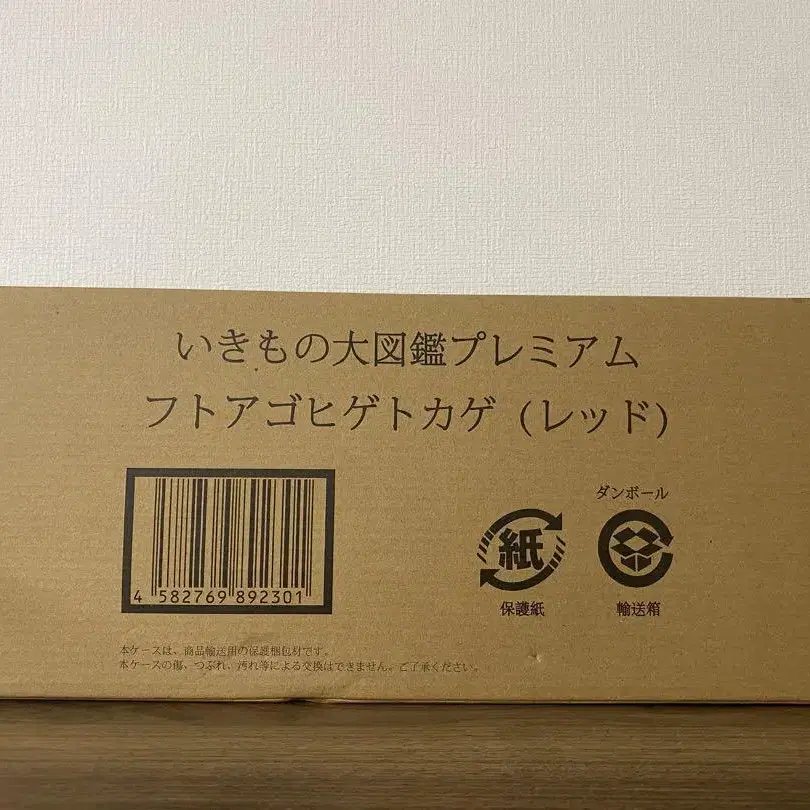 いきもの大図鑑プレミアム
フトアゴヒゲトカゲ(レッド)
ダンボール
紙
4 582769 892301
保護紙
輸送箱
本ケースは、商品輸送用の保護梱包材です。
本ケースの傷、つぶれ、汚れ等による交換はできません。ご了承ください。